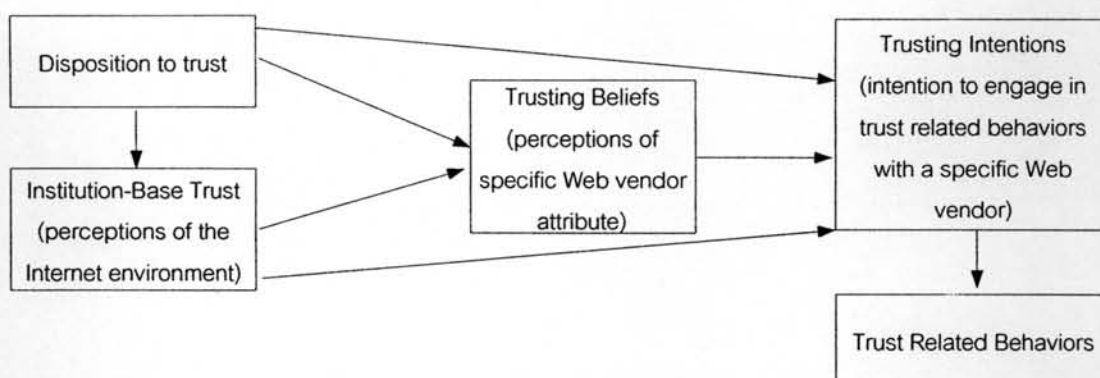 Disposition to trust
Institution-Base Trust
(perceptions of the
Internet environment)
Trusting Beliefs
(perceptions of
specific Web vendor
attribute)
Trusting Intentions
(intention to engage in
trust related behaviors
with a specific Web
vendor)
Trust Related Behaviors